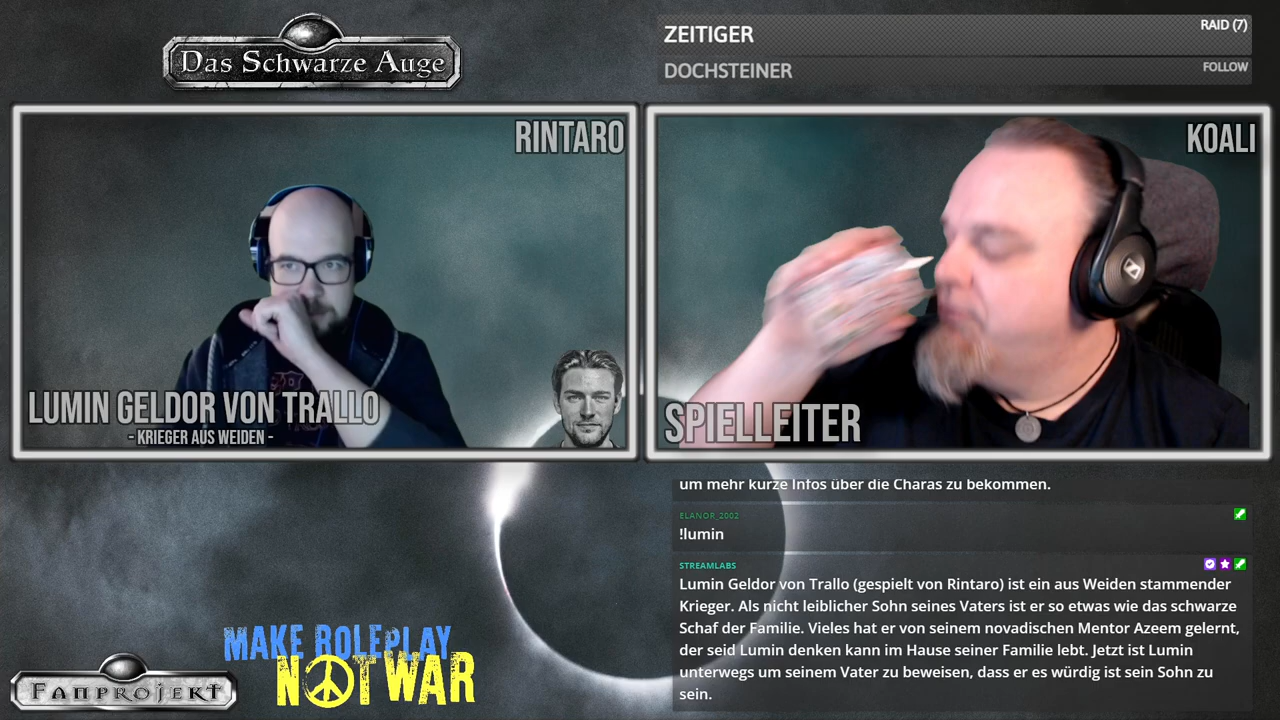 Das Schwarze Auge
ZEITIGER
RAID (7)
DOCHSTEINER
FOLLOW
RINTARO
LUMIN GELDOR VON TRALLO
- KRIEGER AUS WEIDEN -
KOALI
SPIELLEITER
um mehr kurze Infos über die Charas zu bekommen.
ELANOR_2002
!lumin
STREAMLABS
Lumin Geldor von Trallo (gespielt von Rintaro) ist ein aus Weiden stammender
Krieger. Als nicht leiblicher Sohn seines Vaters ist er so etwas wie das schwarze
Schaf der Familie. Vieles hat er von seinem novadischen Mentor Azeem gelernt,
der seid Lumin denken kann im Hause seiner Familie lebt. Jetzt ist Lumin
unterwegs um seinem Vater zu beweisen, dass er es würdig ist sein Sohn zu
sein.
MAKE ROLEPLAY
NOT WAR
FANPROJEKT